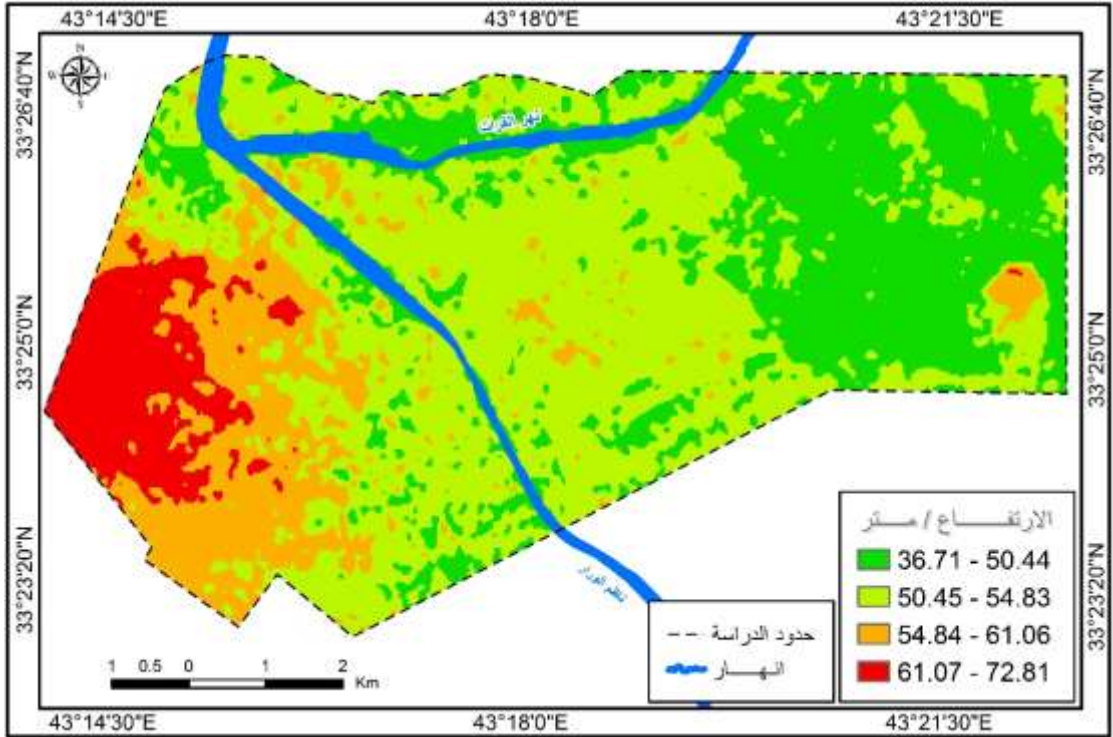 43°14'30"E 43°18'0"E 43°21'30"E
33°26'40"N
33°25'0"N
33°23'20"N
N
S
نهر الفرات
33°26'40"N
33°25'0"N
33°23'20"N
الارتفـــاع / متـر
36.71 - 50.44
50.45 - 54.83
54.84 - 61.06
61.07 - 72.81
حدود الدراسة
انـهـار
1 0.5 0 1 2
Km
43°14'30"E 43°18'0"E 43°21'30"E